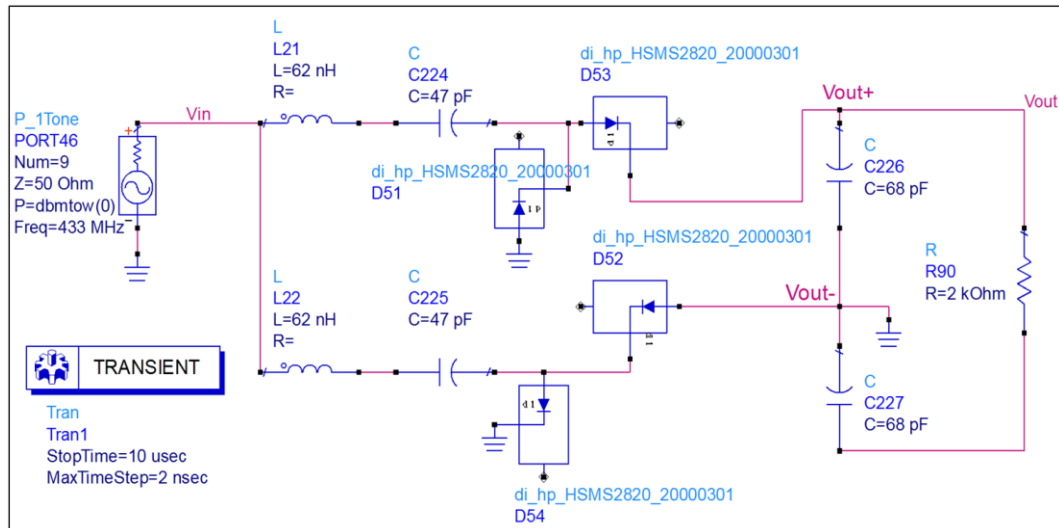 L
L21
L=62 nH
R=
C
C224
C=47 pF
di_hp_HSMS2820_20000301
D53
Vout+
Vout
Vin
P_1Tone
PORT46
Num=9
Z=50 Ohm
P=dbmtow(0)
Freq=433 MHz
di_hp_HSMS2820_20000301
D51
C
C226
C=68 pF
di_hp_HSMS2820_20000301
D52
Vout-
R
R90
R=2 kOhm
L
L22
L=62 nH
R=
C
C225
C=47 pF
TRANSIENT
Tran
Tran1
StopTime=10 usec
MaxTimeStep=2 nsec
C
C227
C=68 pF
di_hp_HSMS2820_20000301
D54